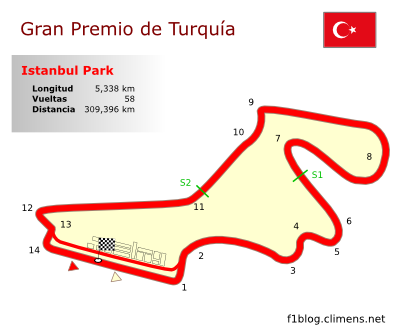 Gran Premio de Turquía
Istanbul Park
Longitud 5,338 km
Vueltas 58
Distancia 309,396 km
9
10
7
8
S2
S1
11
12
13
14
6
4
5
2
3
1
f1blog.climens.net